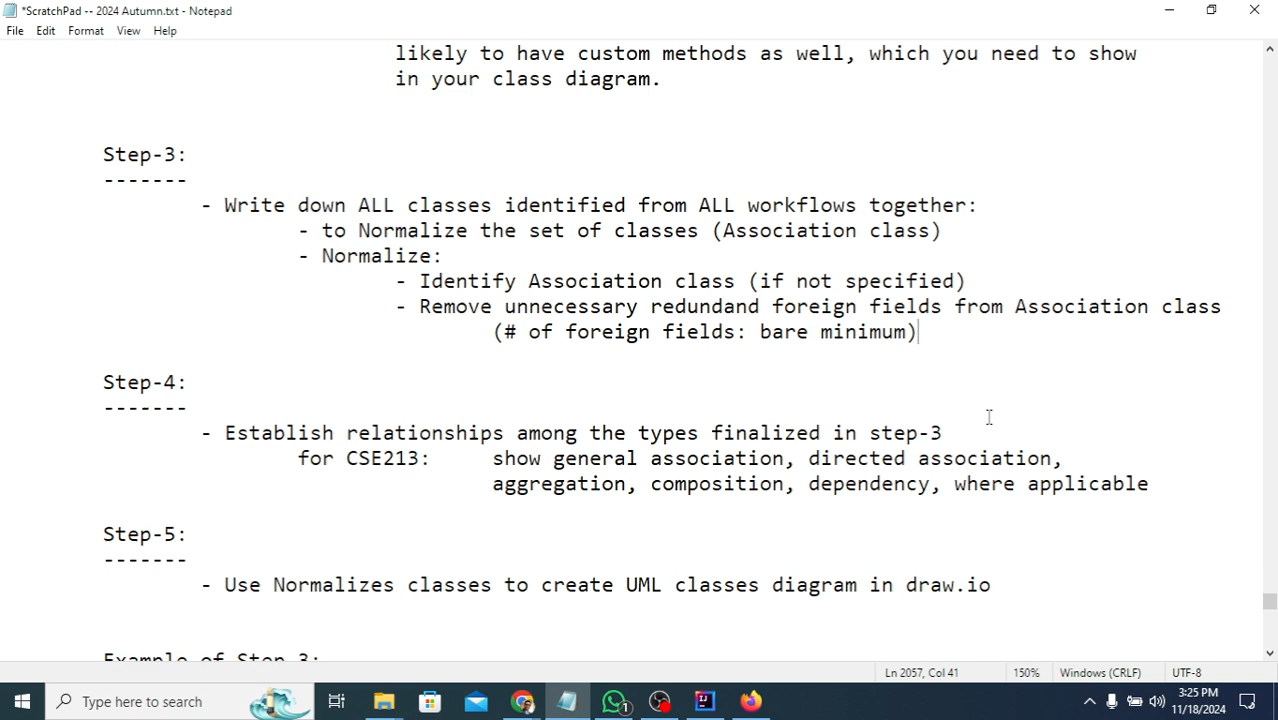 *ScratchPad -- 2024 Autumn.txt - Notepad
File Edit Format View Help
likely to have custom methods as well, which you need to show
in your class diagram.
Step-3:
-------
- Write down ALL classes identified from ALL workflows together:
- to Normalize the set of classes (Association class)
- Normalize:
- Identify Association class (if not specified)
- Remove unnecessary redundand foreign fields from Association class
(# of foreign fields: bare minimum)
Step-4:
-------
- Establish relationships among the types finalized in step-3
for CSE213: show general association, directed association,
aggregation, composition, dependency, where applicable
Step-5:
-------
- Use Normalizes classes to create UML classes diagram in draw.io
Example of Step 3:
Ln 2057, Col 41 150% Windows (CRLF) UTF-8
Type here to search
1
3:25 PM
11/18/2024